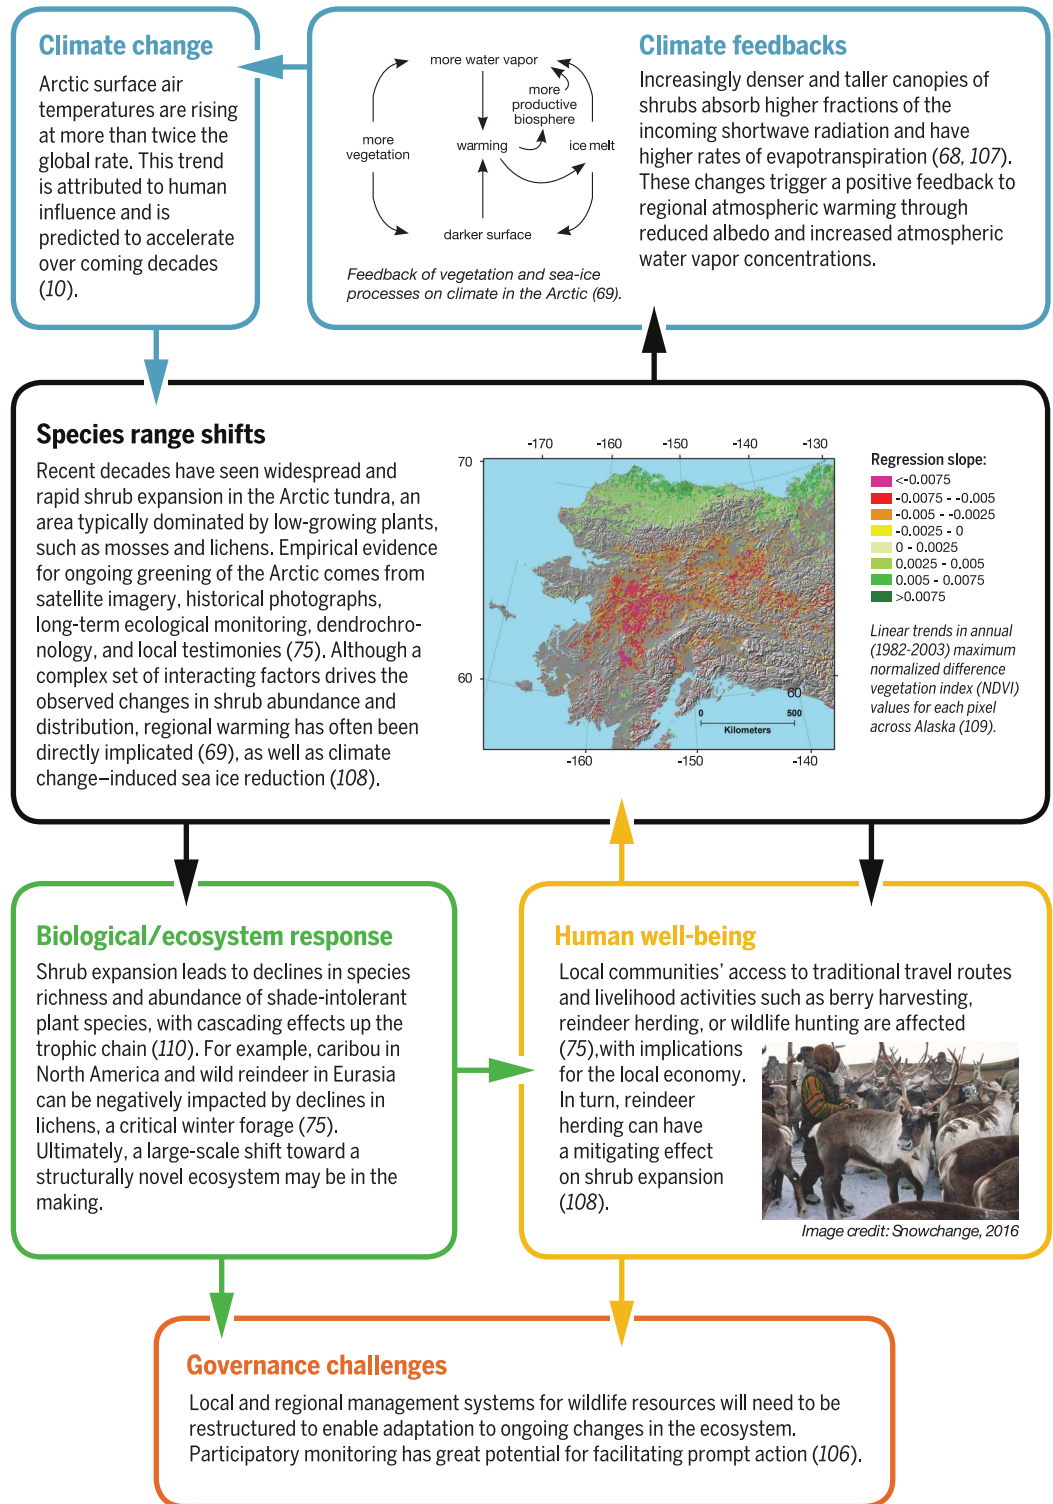 Climate change
Arctic surface air
temperatures are rising
at more than twice the
global rate. This trend
is attributed to human
influence and is
predicted to accelerate
over coming decades
(10).
more water vapor
more
productive
biosphere
more
vegetation
warming
ice melt
darker surface
Feedback of vegetation and sea-ice
processes on climate in the Arctic (69).
Climate feedbacks
Increasingly denser and taller canopies of
shrubs absorb higher fractions of the
incoming shortwave radiation and have
higher rates of evapotranspiration (68, 107).
These changes trigger a positive feedback to
regional atmospheric warming through
reduced albedo and increased atmospheric
water vapor concentrations.
Species range shifts
Recent decades have seen widespread and
rapid shrub expansion in the Arctic tundra, an
area typically dominated by low-growing plants,
such as mosses and lichens. Empirical evidence
for ongoing greening of the Arctic comes from
satellite imagery, historical photographs,
long-term ecological monitoring, dendrochro-
nology, and local testimonies (75). Although a
complex set of interacting factors drives the
observed changes in shrub abundance and
distribution, regional warming has often been
directly implicated (69), as well as climate
change–induced sea ice reduction (108).
-170 -160 -150 -140 -130
70
60
60
0 500
Kilometers
-160 -150 -140
Regression slope:
<-0.0075
-0.0075 - -0.005
-0.005 - -0.0025
-0.0025 - 0
0 - 0.0025
0.0025 - 0.005
0.005 - 0.0075
>0.0075
Linear trends in annual
(1982-2003) maximum
normalized difference
vegetation index (NDVI)
values for each pixel
across Alaska (109).
Biological/ecosystem response
Shrub expansion leads to declines in species
richness and abundance of shade-intolerant
plant species, with cascading effects up the
trophic chain (110). For example, caribou in
North America and wild reindeer in Eurasia
can be negatively impacted by declines in
lichens, a critical winter forage (75).
Ultimately, a large-scale shift toward a
structurally novel ecosystem may be in the
making.
Human well-being
Local communities' access to traditional travel routes
and livelihood activities such as berry harvesting,
reindeer herding, or wildlife hunting are affected
(75),with implications
for the local economy.
In turn, reindeer
herding can have
a mitigating effect
on shrub expansion
(108).
Image credit: Snowchange, 2016
Governance challenges
Local and regional management systems for wildlife resources will need to be
restructured to enable adaptation to ongoing changes in the ecosystem.
Participatory monitoring has great potential for facilitating prompt action (106).